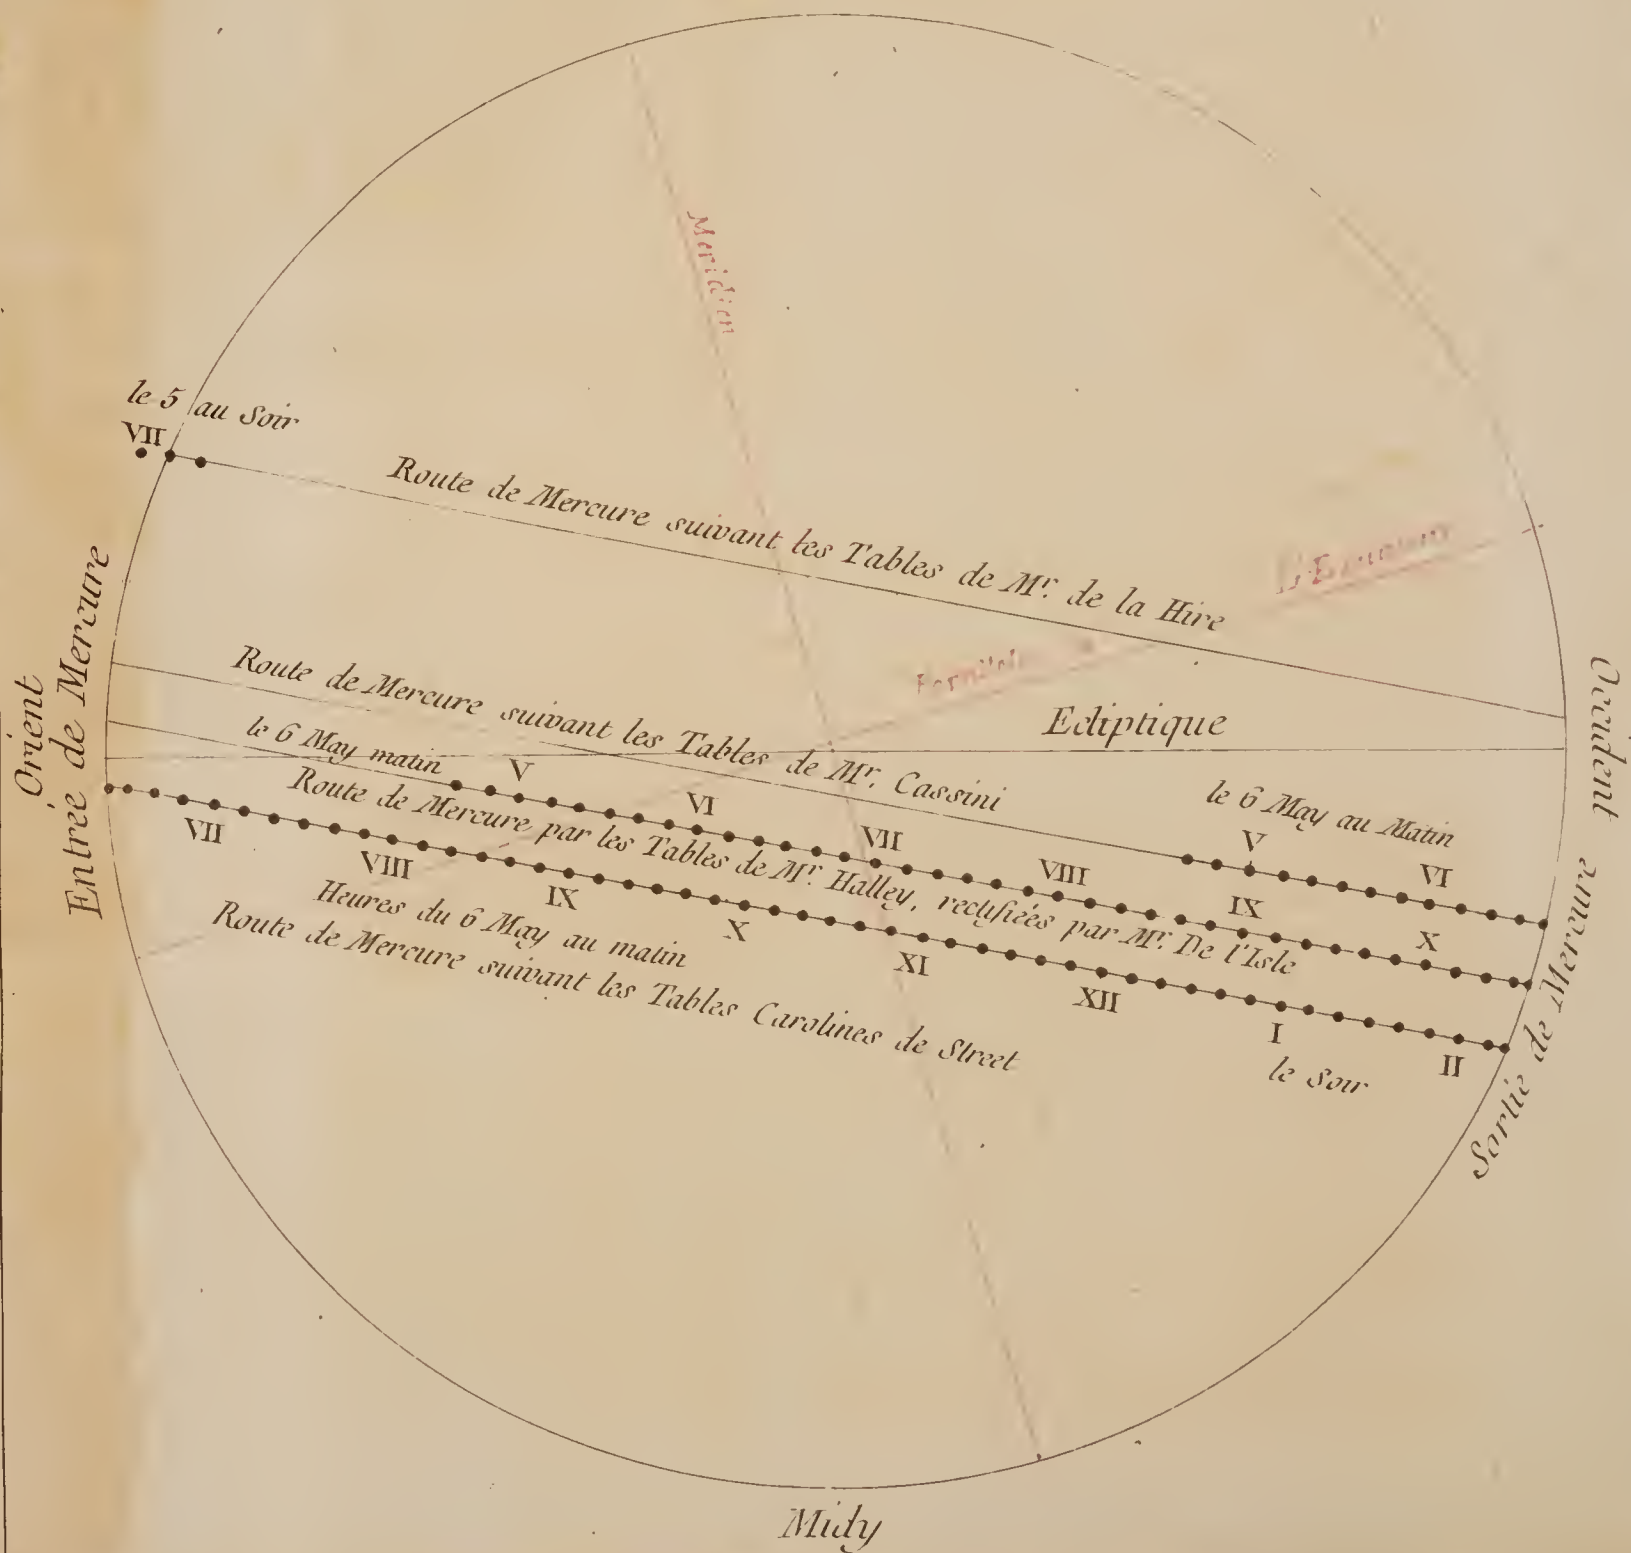 Meridien
le 5 au Soir
VII
Route de Mercure suivant les Tables de Mr. de la Hire
Orient
Entrée de Mercure
Occident
Sortie de Mercure
Route de Mercure suivant les Tables de Mr. Cassini
Ecliptique
le 6 May au Matin
V
VI
le 6 May matin
V
VI
VII
VIII
IX
X
Route de Mercure par les Tables de Mr. Halley, rectifiées par Mr. De l'Isle
VII
VIII
IX
X
XI
XII
I
II
Heures du 6 May au matin
le Soir
Route de Mercure suivant les Tables Carolines de Street
Midy